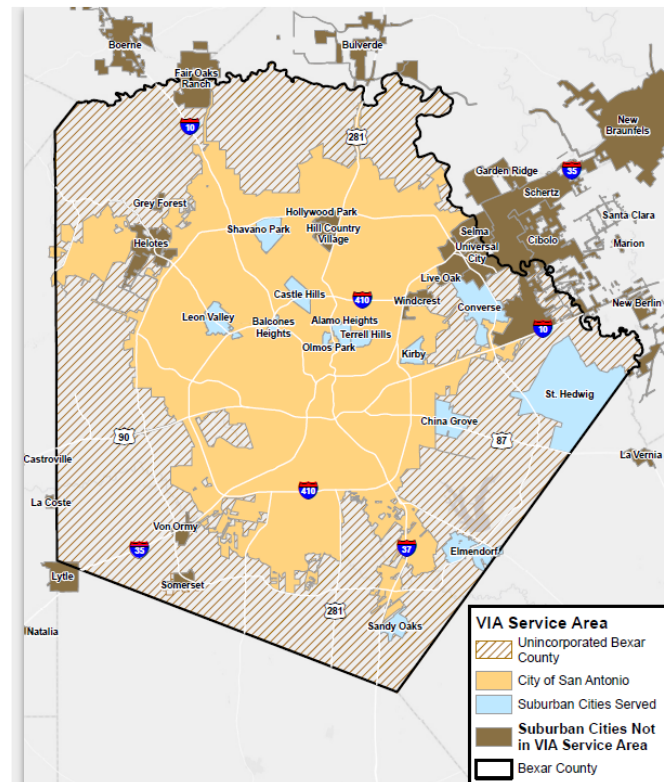 Boerne
Bulverde
Fair Oaks
Ranch
10
281
New
Braunfels
Garden Ridge
35
Schertz
Grey Forest
Hollywood Park
Santa Clara
Shavano Park
Hill Country
Village
Selma
Helotes
Universal
City
Cibolo
Marion
Live Oak
Castle Hills
410
Windcrest
New Berlin
Leon Valley
Balcones
Heights
Alamo Heights
Converse
Terrell Hills
10
Olmos Park
Kirby
St. Hedwig
China Grove
90
87
Castroville
La Vernia
410
La Coste
Von Ormy
35
37
Elmendorf
Lytle
Somerset
281
Natalia
Sandy Oaks
VIA Service Area
Unincorporated Bexar
County
City of San Antonio
Suburban Cities Served
Suburban Cities Not
in VIA Service Area
Bexar County